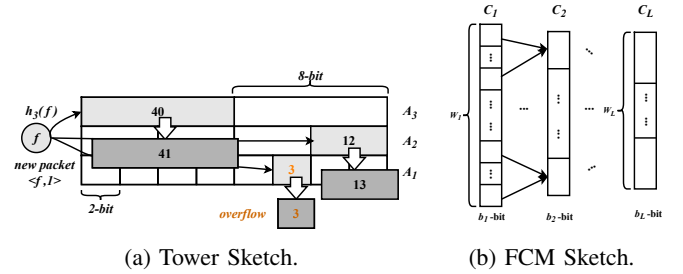 8-bit
h3(f)
40
A3
f
12
A2
41
new packet
<f,1>
3
13
A1
2-bit
overflow
3
(a) Tower Sketch.
C1
C2
CL
W1
...
WL
b1-bit
b2-bit
bL-bit
(b) FCM Sketch.